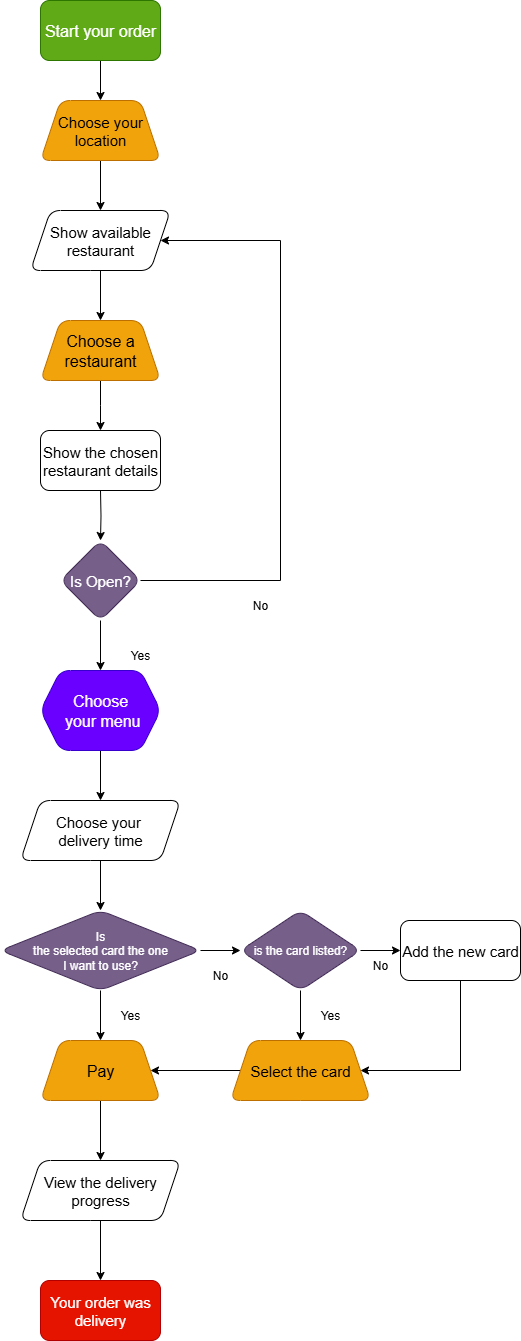 Start your order
Choose your
location
Show available
restaurant
Choose a
restaurant
Show the chosen
restaurant details
Is Open?
No
Yes
Choose
your menu
Choose your
delivery time
Is
the selected card the one
I want to use?
No
is the card listed?
No
Add the new card
Yes
Yes
Pay
Select the card
View the delivery
progress
Your order was
delivery